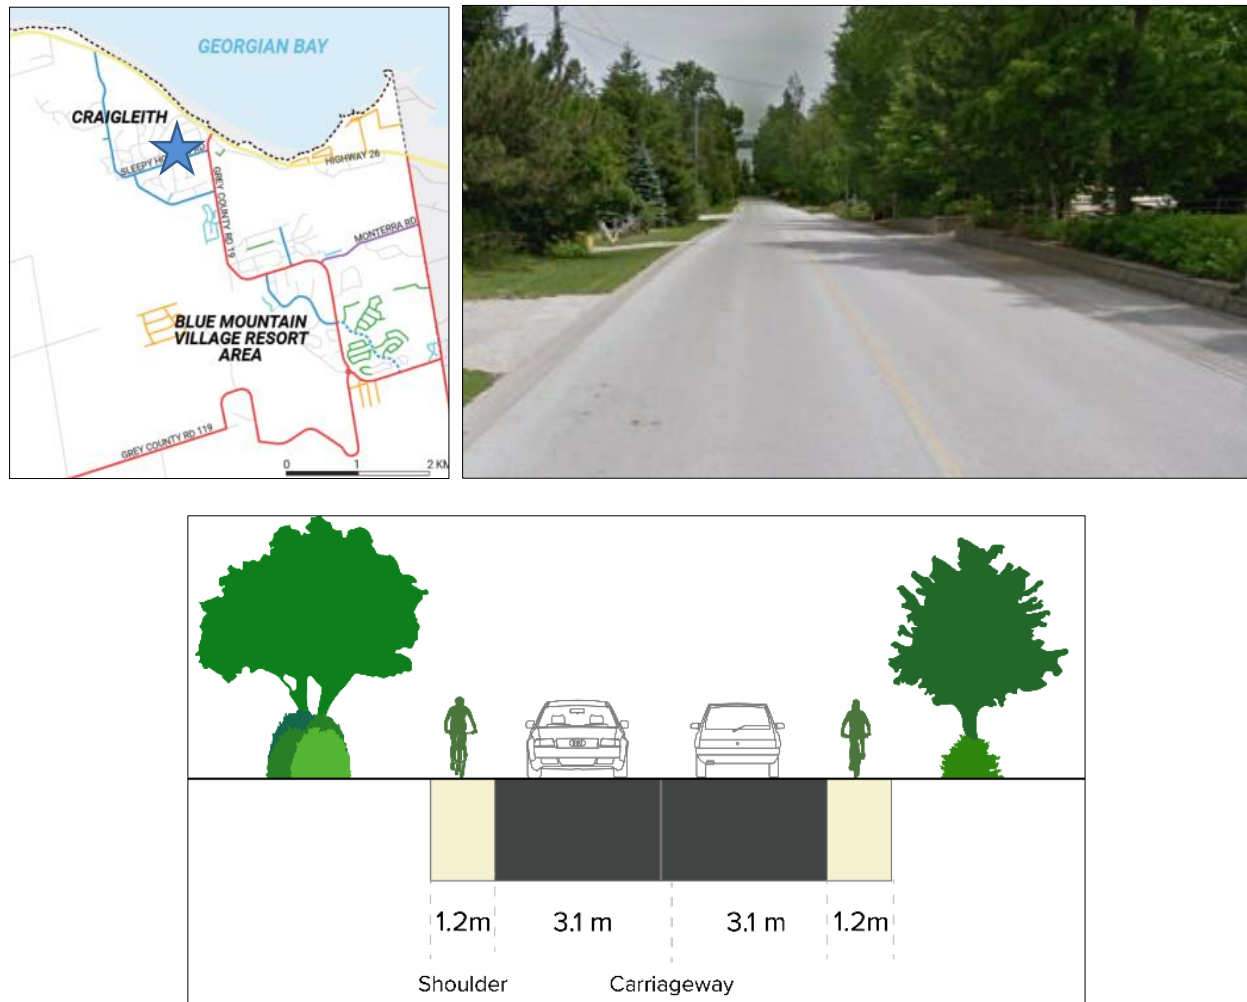 GEORGIAN BAY
CRAIGLEITH
SLEEPY
HIGHWAY 26
GREY COUNTY RD 19
MONTERRA RD
BLUE MOUNTAIN
VILLAGE RESORT
AREA
GREY COUNTY RD 119
0 1 2 KM
1.2m 3.1 m 3.1 m 1.2m
Shoulder Carriageway